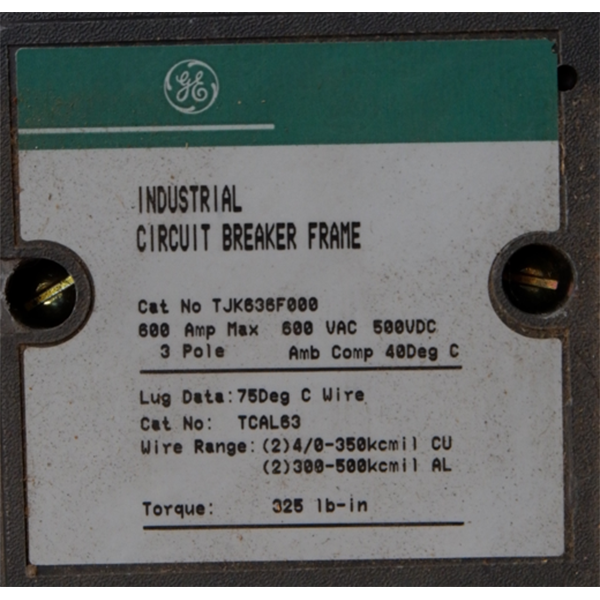 GE
INDUSTRIAL
CIRCUIT BREAKER FRAME
Cat No TJK636F000
600 Amp Max 600 VAC 500VDC
3 Pole Amb Comp 40Deg C
Lug Data: 75Deg C Wire
Cat No: TCAL63
Wire Range: (2)4/0-350kcmil CU
(2)300-500kcmil AL
Torque: 325 lb-in